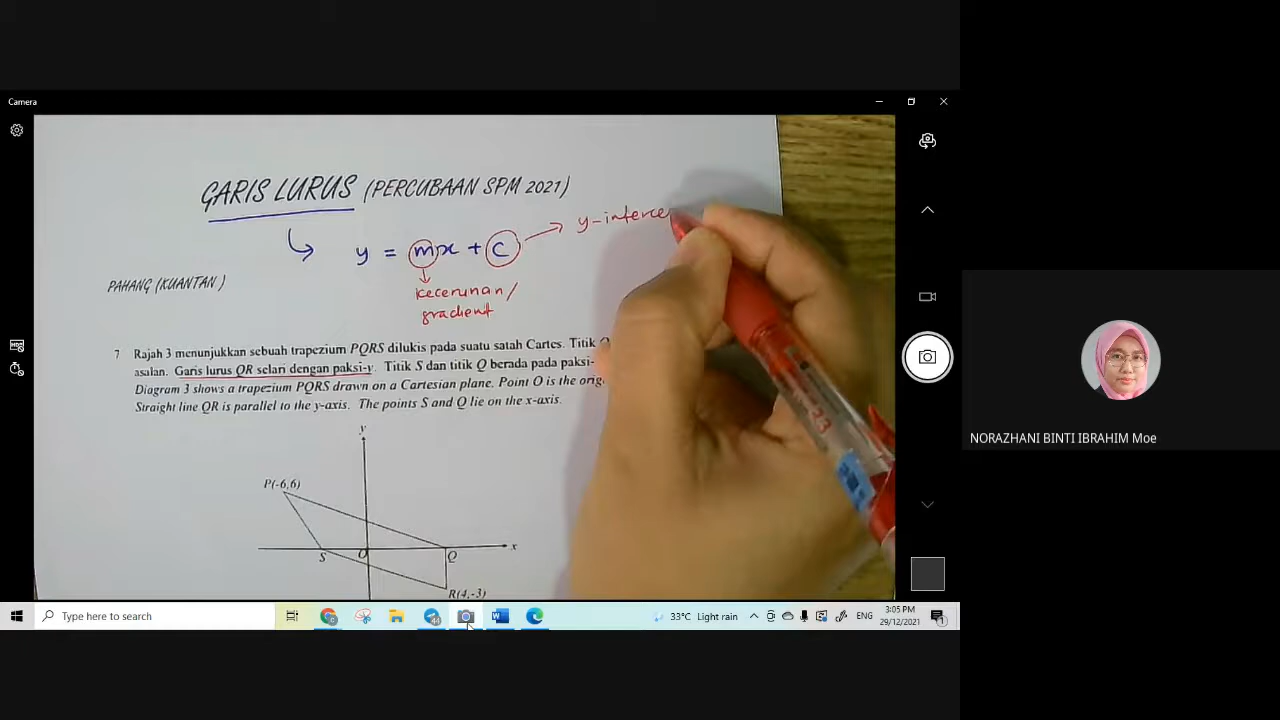 Camera
GARIS LURUS (PERCUBAAN SPM 2021)
y = mx + c → y-interce
kecerunan/
gradient
PAHANG (KUANTAN)
7 Rajah 3 menunjukkan sebuah trapezium PQRS dilukis pada suatu satah Cartes. Titik O
asalan. Garis lurus QR selari dengan paksi-y. Titik S dan titik Q berada pada paksi-
Diagram 3 shows a trapezium PQRS drawn on a Cartesian plane. Point O is the orig
Straight line QR is parallel to the y-axis. The points S and Q lie on the x-axis.
y
P(-6,6)
S O Q x
R(4,-3)
NORAZHANI BINTI IBRAHIM Moe
Type here to search
44
33°C Light rain
ENG
3:05 PM
29/12/2021